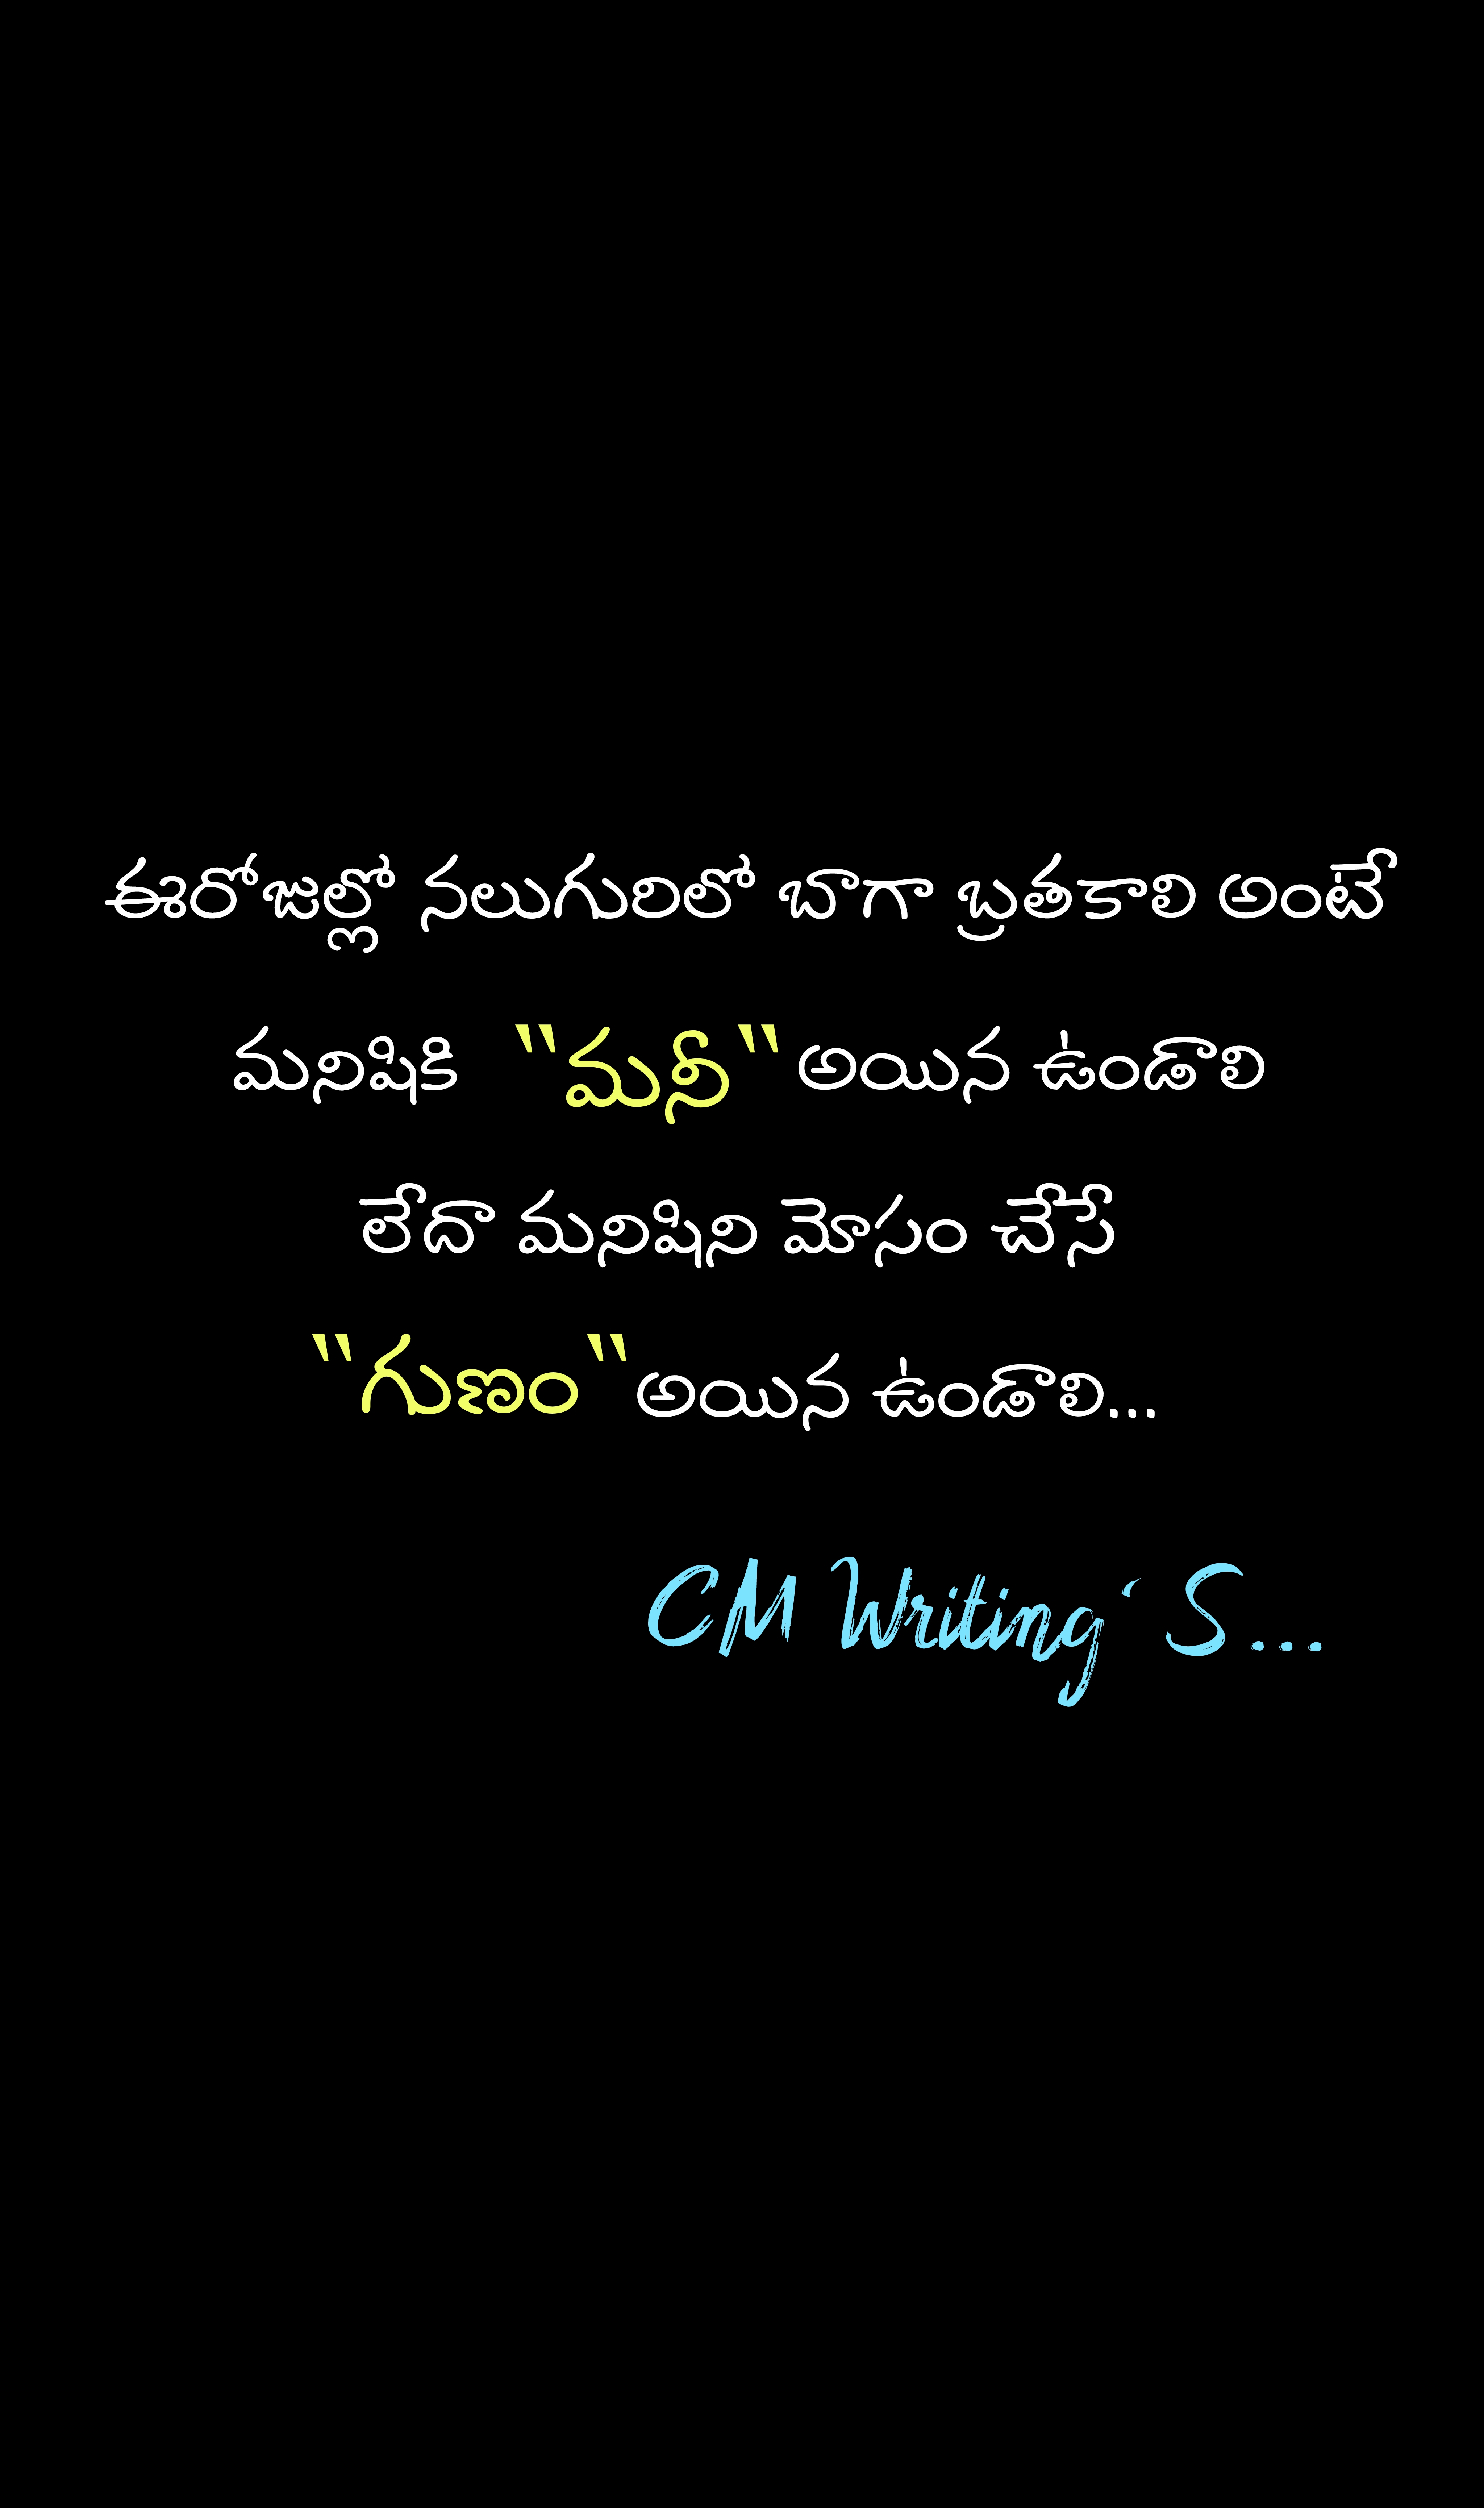 ఈరోజుల్లో నలుగురిలో బాగా బ్రతకాలి అంటే
మనిషికి "మనీ" అయిన ఉండాలి
లేదా మనిషిని మోసం చేసే
"గుణం" అయిన ఉండాలి...
CM Writing' S...